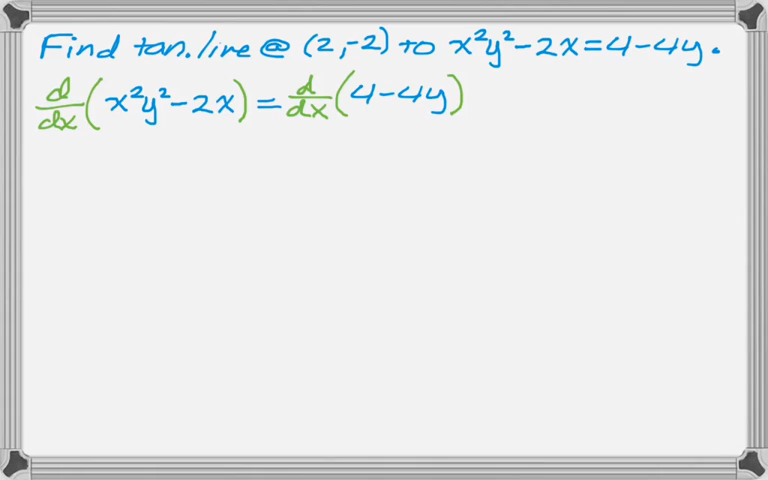 Find tan. line @ (2,-2) to x²y²-2x=4-4y.
d/dx (x²y²-2x) = d/dx (4-4y)